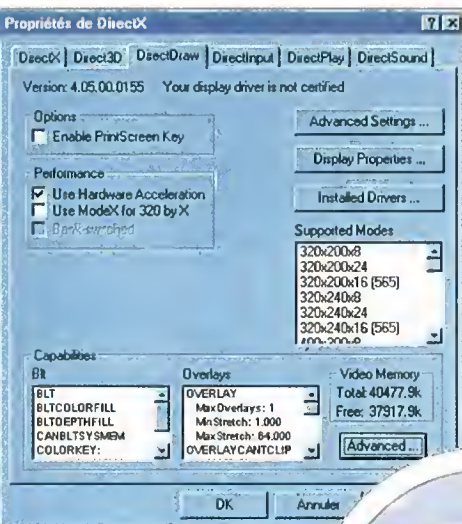 Propriétés de DirectX
DirectX Direct3D DirectDraw DirectInput DirectPlay DirectSound
Version: 4.05.00.0155 Your display driver is not certified
Options
Enable PrintScreen Key
Advanced Settings ...
Display Properties ...
Installed Drivers ...
Performance
Use Hardware Acceleration
Use ModeX for 320 by X
Bank-switched
Supported Modes
320x200x8
320x200x24
320x200x16 (565)
320x240x8
320x240x24
320x240x16 (565)
400x300x8
Capabilities
Blt
BLT
BLTCOLORFILL
BLTDEPTHFILL
CANBLTSYSMEM
COLORKEY:
Overlays
OVERLAY
MaxOverlays: 1
MinStretch: 1.000
MaxStretch: 64.000
OVERLAYCANTCLIP
Video Memory
Total: 40477.9k
Free: 37917.9k
Advanced ...
OK Annuler